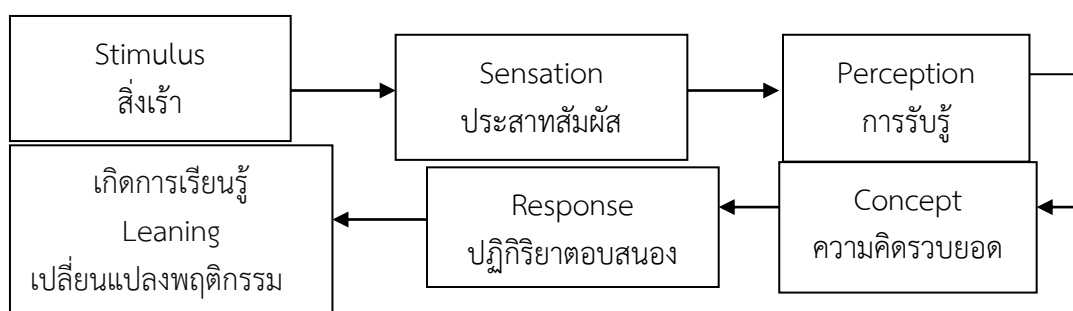 Stimulus
สิ่งเร้า
Sensation
ประสาทสัมผัส
Perception
การรับรู้
Concept
ความคิดรวบยอด
Response
ปฏิกิริยาตอบสนอง
เกิดการเรียนรู้
Leaning
เปลี่ยนแปลงพฤติกรรม